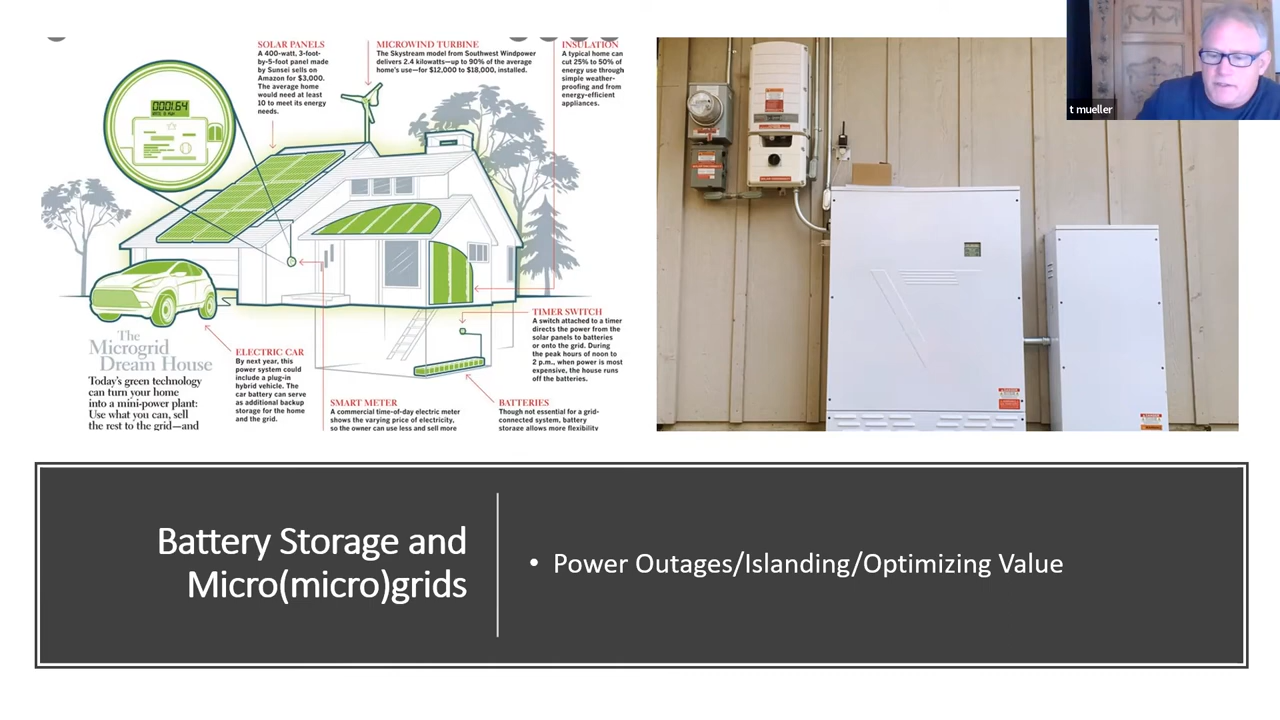 SOLAR PANELS
A 400-watt, 3-foot-
by-5-foot panel made
by Sunsei sells on
Amazon for $3,000.
The average home
would need at least
10 to meet its energy
needs.
MICROWIND TURBINE
The Skystream model from Southwest Windpower
delivers 2.4 kilowatts—up to 90% of the average
home's use—for $12,000 to $18,000, installed.
INSULATION
A typical home can
cut 25% to 50% of
energy use through
simple weather-
proofing and from
energy-efficient
appliances.
t mueller
The
Microgrid
Dream House
Today's green technology
can turn your home
into a mini-power plant:
Use what you can, sell
the rest to the grid—and
ELECTRIC CAR
By next year, this
power system could
include a plug-in
hybrid vehicle. The
car battery can serve
as additional backup
storage for the home
and the grid.
SMART METER
A commercial time-of-day electric meter
shows the varying price of electricity,
so the owner can use less and sell more
TIMER SWITCH
A switch attached to a timer
directs the power from the
solar panels to batteries
or onto the grid. During
the peak hours of noon to
2 p.m., when power is most
expensive, the house runs
off the batteries.
BATTERIES
Though not essential for a grid-
connected system, battery
storage allows more flexibility
Battery Storage and
Micro(micro)grids
• Power Outages/Islanding/Optimizing Value